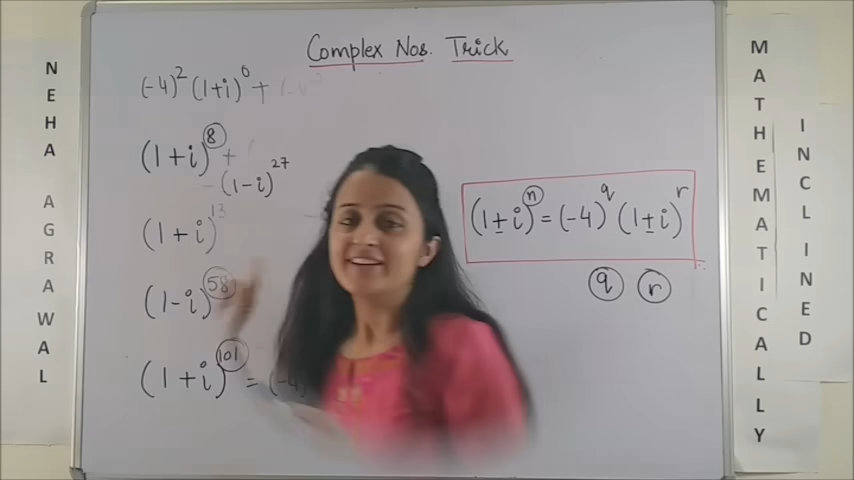 NEHA AGRAWAL
Complex Nos. Trick
(-4)² (1+i)⁰ +
(1+i)⁸ +
- (1-i)²⁷
(1+i)¹³
(1-i)⁵⁸
(1+i)¹⁰¹ = (-4)
(1±i)ⁿ = (-4)^q (1±i)^r
q r
MATHEMATICALLY
INCLINED